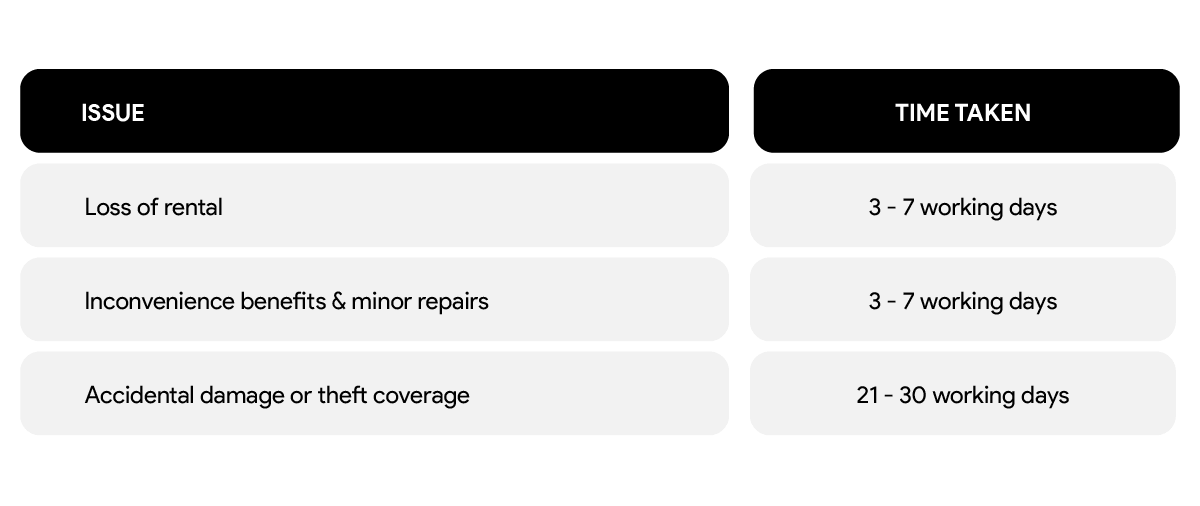 ISSUE
TIME TAKEN
Loss of rental
3 - 7 working days
Inconvenience benefits & minor repairs
3 - 7 working days
Accidental damage or theft coverage
21 - 30 working days